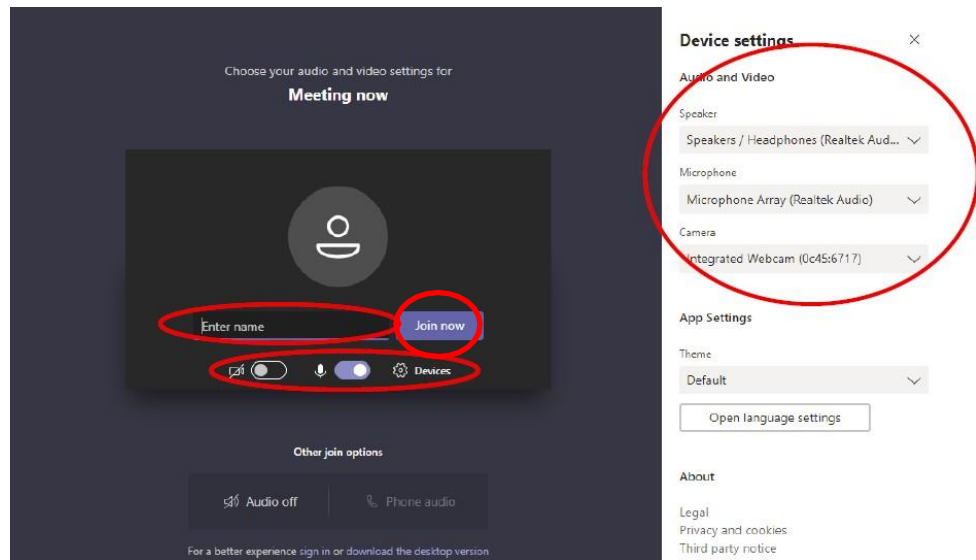 Choose your audio and video settings for
Meeting now
Enter name
Join now
Devices
Other join options
Audio off
Phone audio
For a better experience sign in or download the desktop version
Device settings
Audio and Video
Speaker
Speakers / Headphones (Realtek Aud...
Microphone
Microphone Array (Realtek Audio)
Camera
Integrated Webcam (0c45:6717)
App Settings
Theme
Default
Open language settings
About
Legal
Privacy and cookies
Third party notice